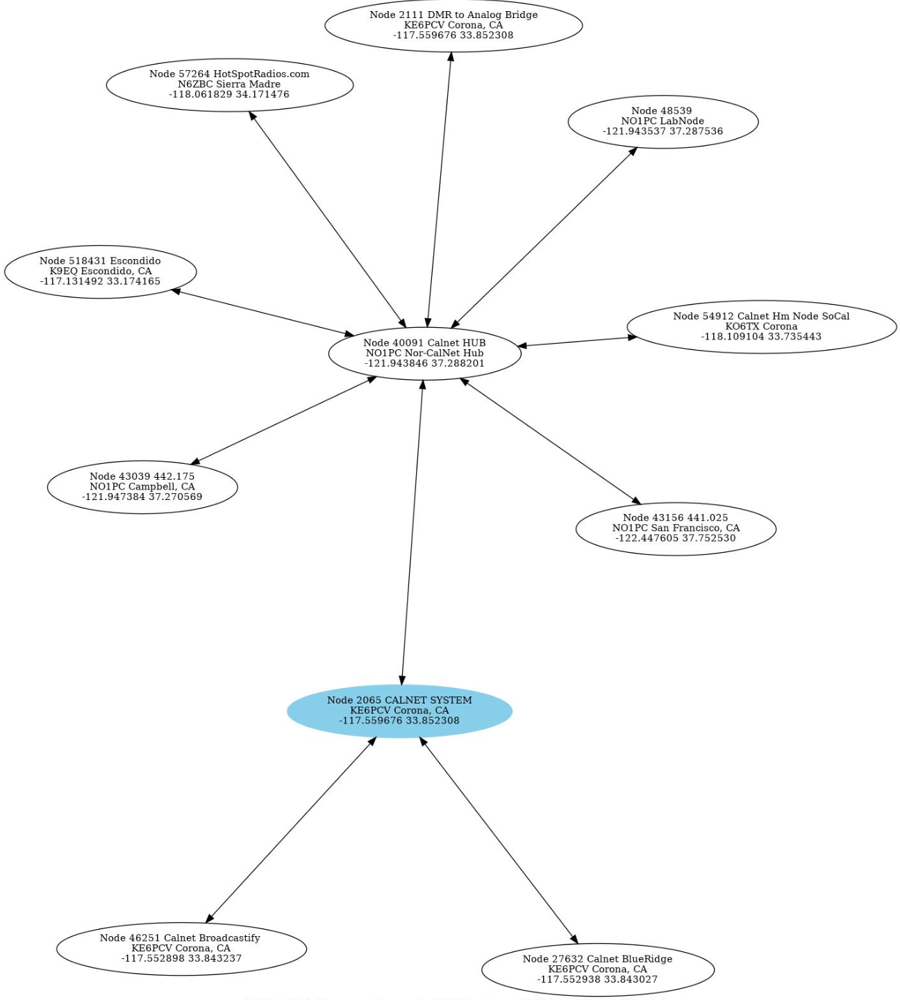 Node 2111 DMR to Analog Bridge
KE6PCV Corona, CA
-117.559676 33.852308
Node 57264 HotSpotRadios.com
N6ZBC Sierra Madre
-118.061829 34.171476
Node 48539
NO1PC LabNode
-121.943537 37.287536
Node 518431 Escondido
K9EQ Escondido, CA
-117.131492 33.174165
Node 54912 Calnet Hm Node SoCal
KO6TX Corona
-118.109104 33.735443
Node 40091 Calnet HUB
NO1PC Nor-CalNet Hub
-121.943846 37.288201
Node 43039 442.175
NO1PC Campbell, CA
-121.947384 37.270569
Node 43156 441.025
NO1PC San Francisco, CA
-122.447605 37.752530
Node 2065 CALNET SYSTEM
KE6PCV Corona, CA
-117.559676 33.852308
Node 46251 Calnet Broadcastify
KE6PCV Corona, CA
-117.552898 33.843237
Node 27632 Calnet BlueRidge
KE6PCV Corona, CA
-117.552938 33.843027